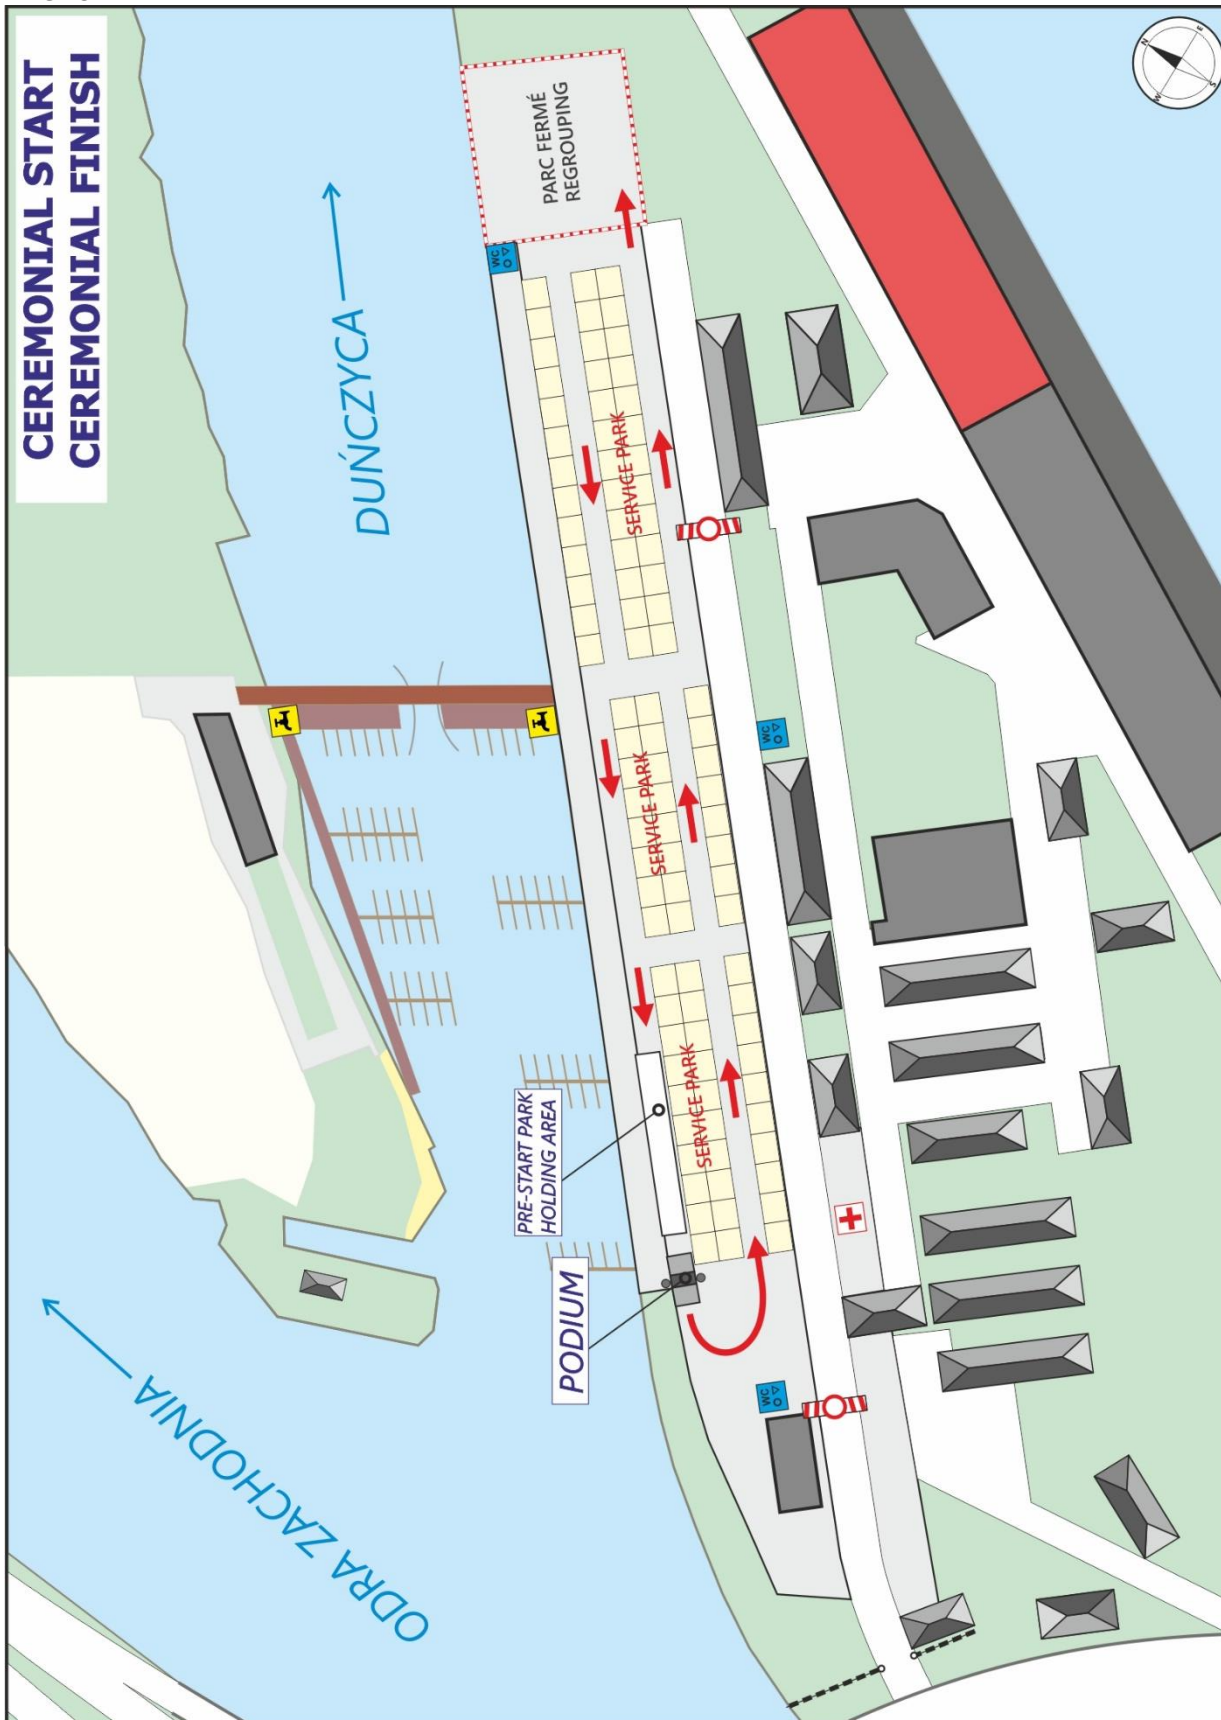 CEREMONIAL START
CEREMONIAL FINISH
N
E
S
W
PARC FERMÉ
REGROUPING
WC
DUŃCZYCA
SERVICE PARK
SERVICE PARK
WC
SERVICE PARK
PRE-START PARK
HOLDING AREA
PODIUM
WC
ODRA ZACHODNIA